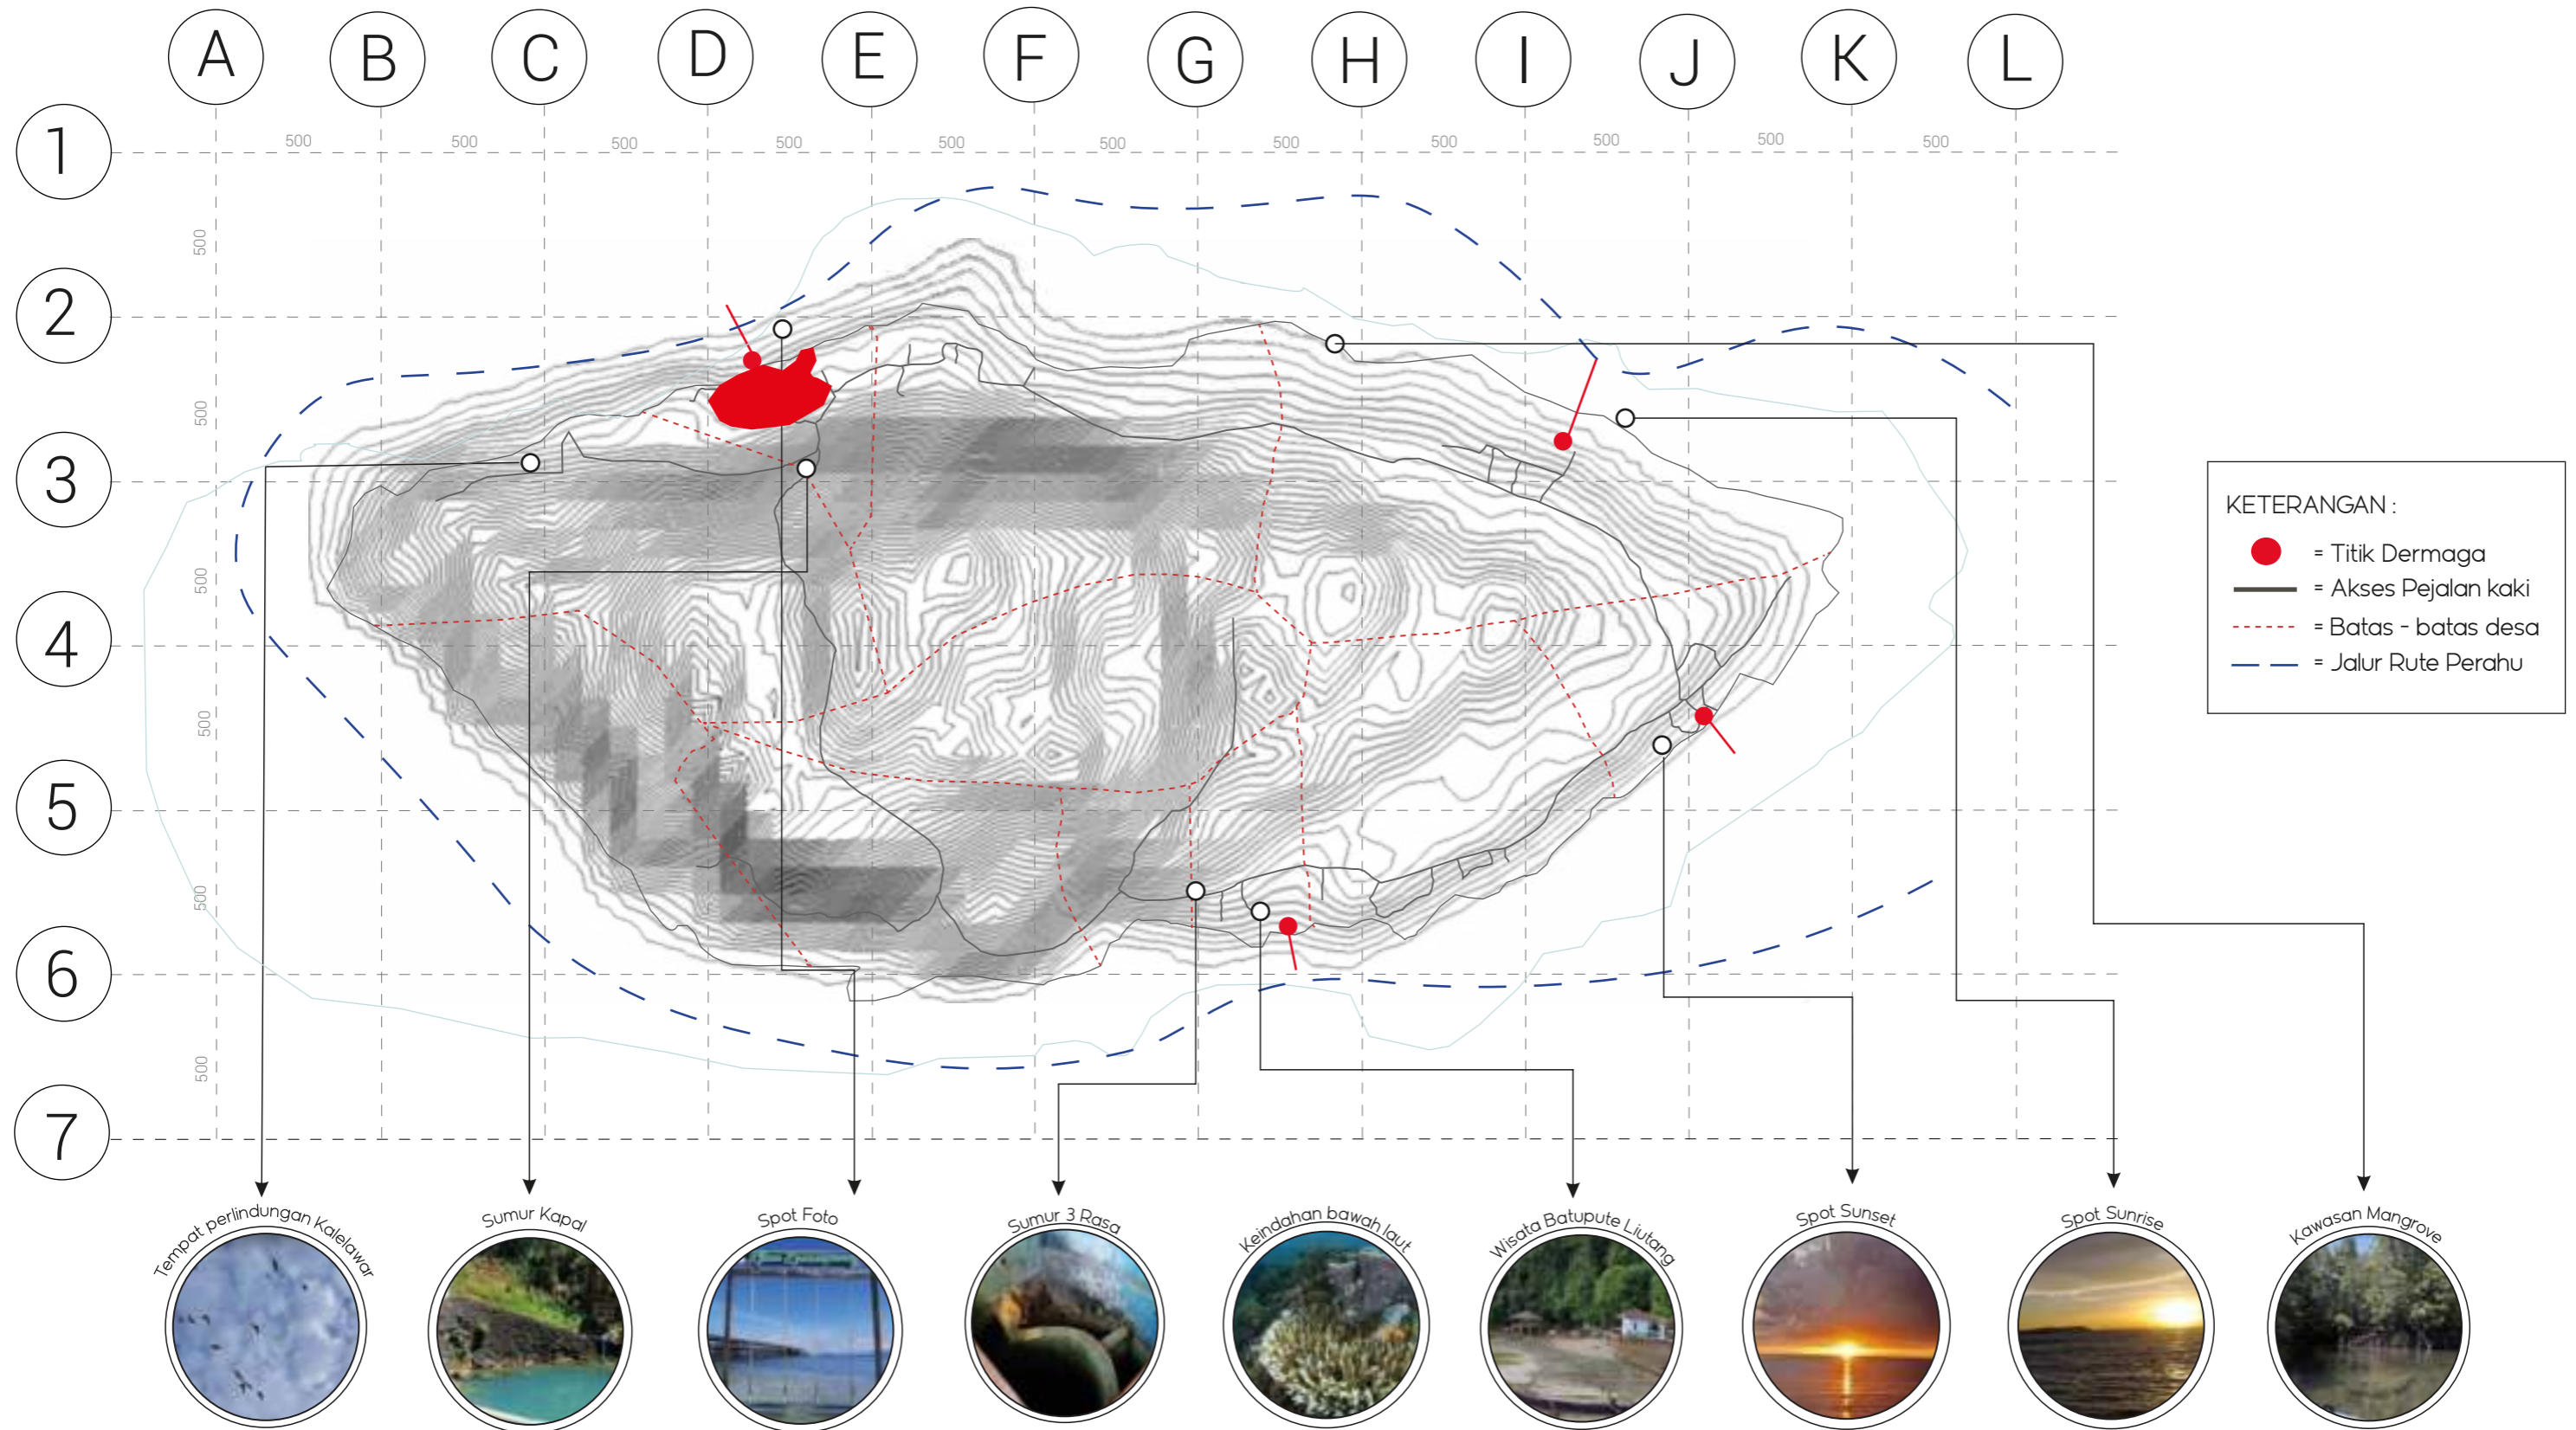 A B C D E F G H I J K L
1
500 500 500 500 500 500 500 500 500 500 500
500
2
500
3
500
4
500
5
500
6
500
7
KETERANGAN :
= Titik Dermaga
= Akses Pejalan kaki
= Batas - batas desa
= Jalur Rute Perahu
Tempat perlindungan Kalelawar
Sumur Kapal
Spot Foto
Sumur 3 Rasa
Keindahan bawah laut
Wisata Batupute Liutang
Spot Sunset
Spot Sunrise
Kawasan Mangrove